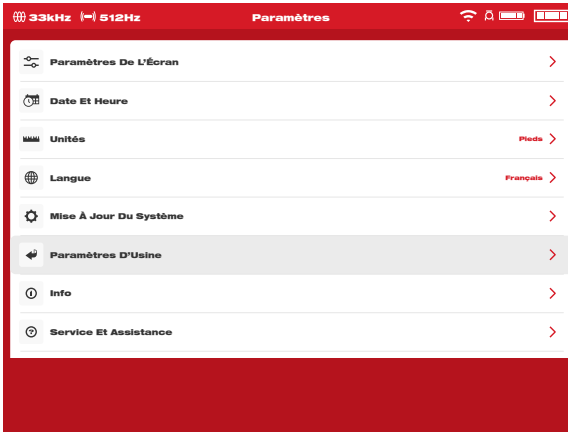 33kHz 512Hz Paramètres
Paramètres De L'Écran
Date Et Heure
Unités Pieds
Langue Français
Mise À Jour Du Système
Paramètres D'Usine
Info
Service Et Assistance